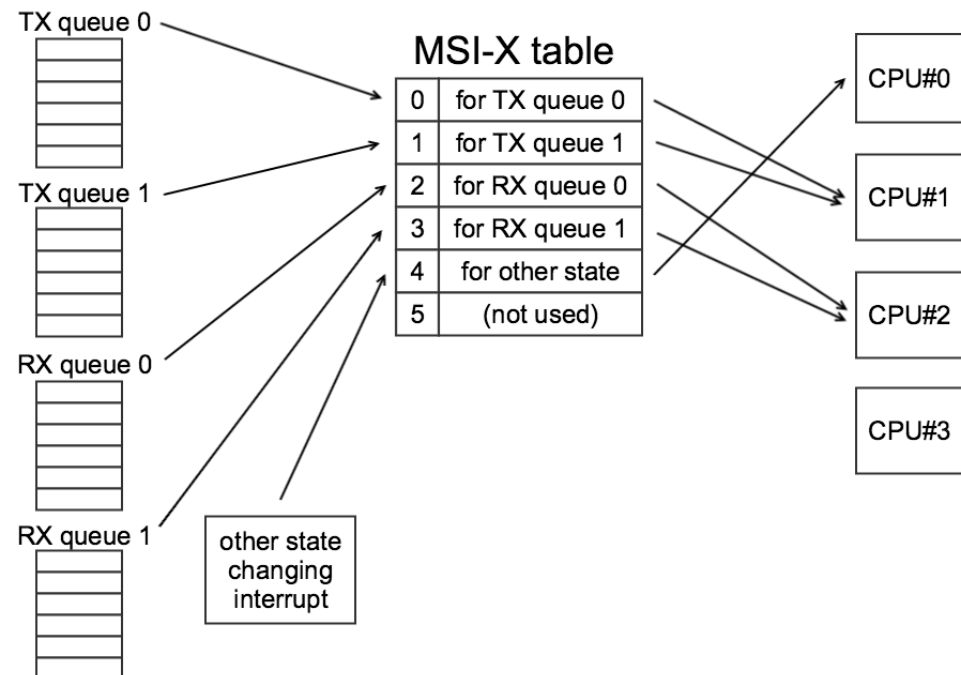 TX queue 0
TX queue 1
RX queue 0
RX queue 1
other state
changing
interrupt
MSI-X table
0 for TX queue 0
1 for TX queue 1
2 for RX queue 0
3 for RX queue 1
4 for other state
5 (not used)
CPU#0
CPU#1
CPU#2
CPU#3